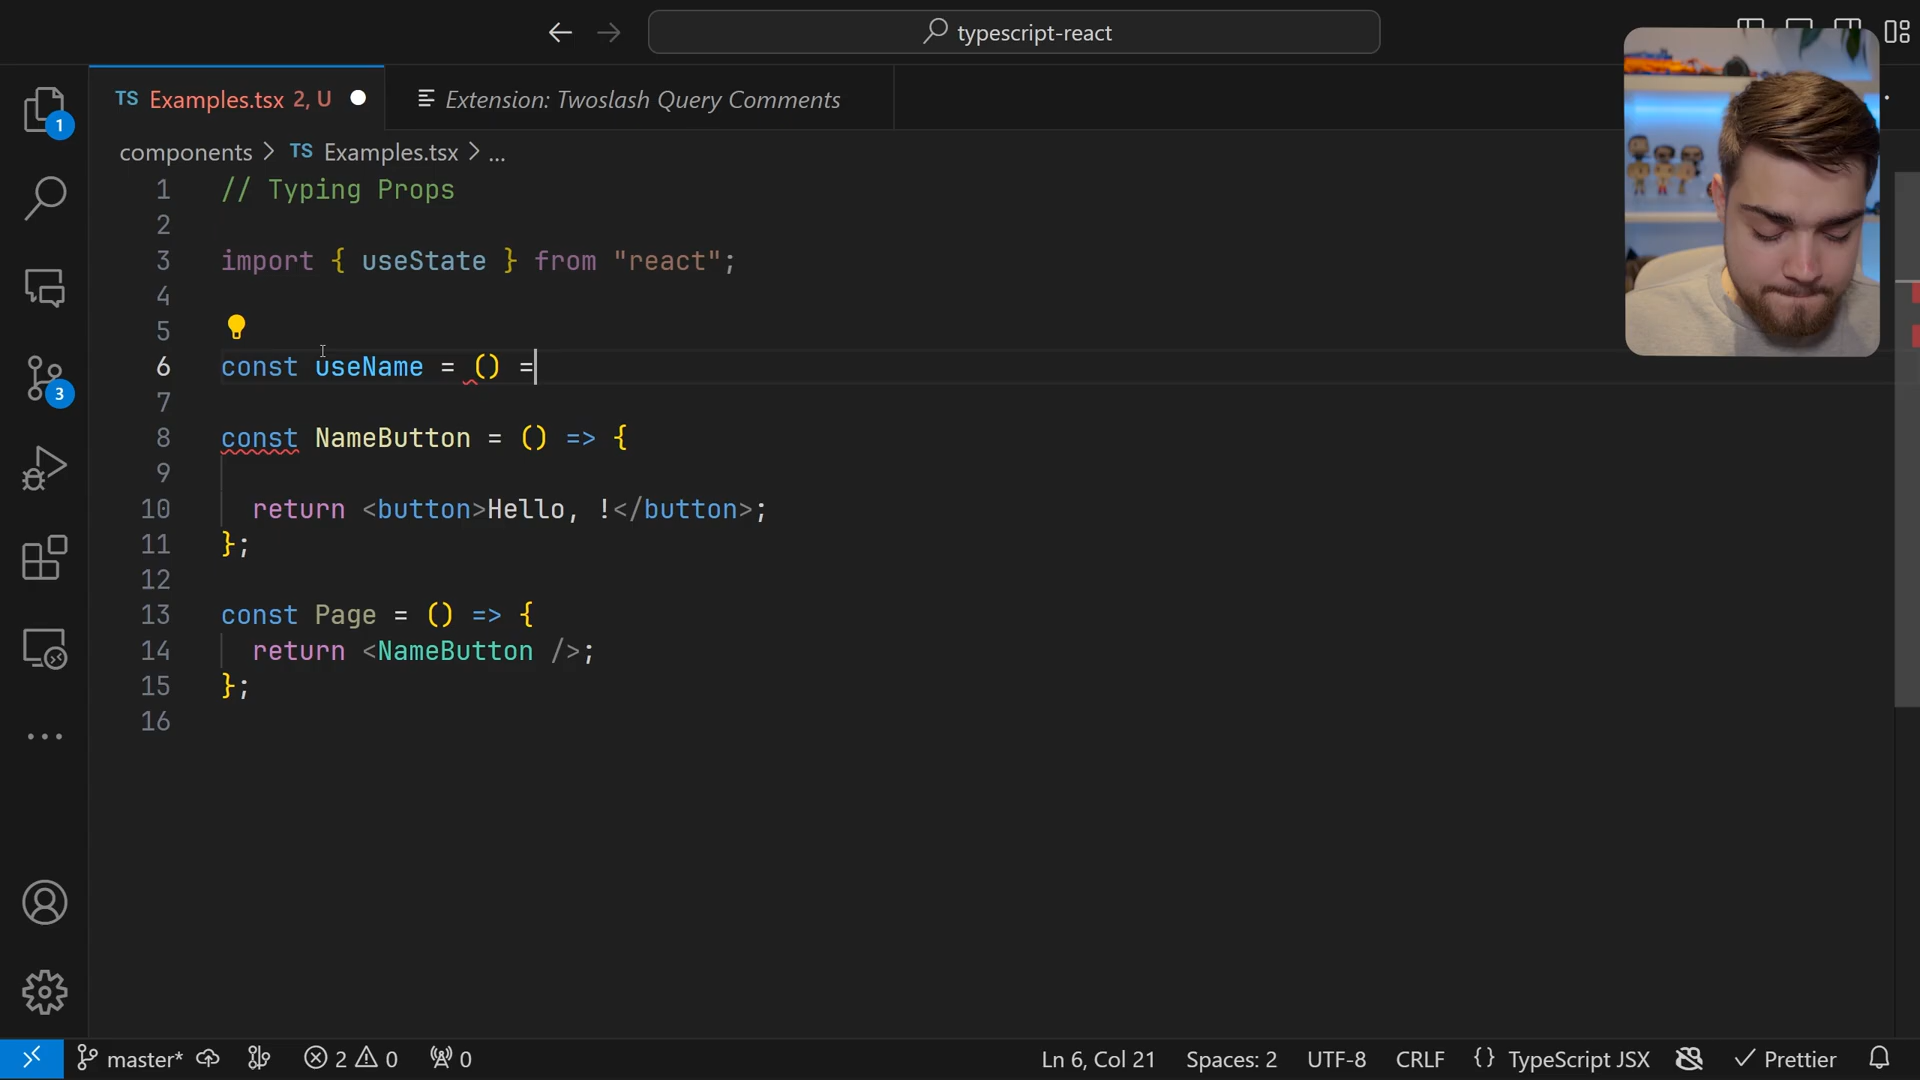 typescript-react
TS Examples.tsx 2, U
Extension: Twoslash Query Comments
1
components > TS Examples.tsx > ...
1 // Typing Props
2
3 import { useState } from "react";
4
5
6 const useName = () =
7
8 const NameButton = () => {
9
10 return <button>Hello, !</button>;
11 };
12
13 const Page = () => {
14 return <NameButton />;
15 };
16
3
master* 2 0 0 Ln 6, Col 21 Spaces: 2 UTF-8 CRLF {} TypeScript JSX Prettier